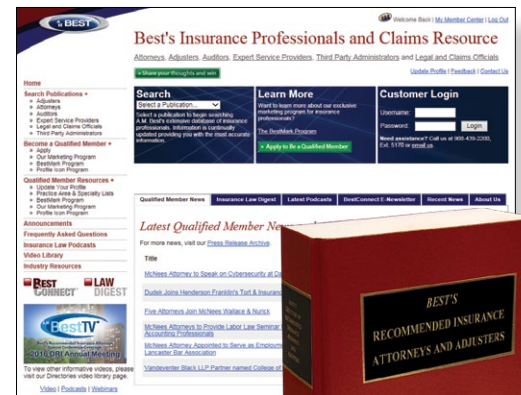 BEST
Welcome Back | My Member Center | Log Out
Best's Insurance Professionals and Claims Resource
Attorneys, Adjusters, Auditors, Expert Service Providers, Third Party Administrators and Legal and Claims Officials
» Share your thoughts and win
Update Profile | Feedback | Contact Us
Home
Search Publications +
» Adjusters
» Attorneys
» Auditors
» Expert Service Providers
» Legal and Claims Officials
» Third Party Administrators
Become a Qualified Member +
» Apply
» Our Marketing Program
» BestMark Program
» Profile Icon Program
Qualified Member Resources +
» Update Your Profile
» Practice Area & Specialty Lists
» BestMark Program
» Our Marketing Program
» Profile Icon Program
Announcements
Frequently Asked Questions
Insurance Law Podcasts
Video Library
Industry Resources
BEST CONNECT
LAW DIGEST
BestTV
2016 DRI Annual Meeting
To view other informative videos, please
visit our Directories video library page.
Video | Podcasts | Webinars
Search
Select a Publication...
Select a publication to begin searching
A.M. Best's extensive database of insurance
professionals. Information is continually
updated providing you with the most accurate
information.
Learn More
Want to learn more about our exclusive
marketing program for insurance
professionals?
The BestMark Program
» Apply to Be a Qualified Member
Customer Login
Username:
Password:
Login
Need assistance? Call Us at 908-439-2200,
Ext. 5170 or email us.
Qualified Member News
Insurance Law Digest
Latest Podcasts
BestConnect E-Newsletter
Recent News
About Us
Latest Qualified Member
For more news, visit our Press Release Archive.
Title
McNees Attorney to Speak on Cybersecurity at
Dudek Joins Henderson Franklin's Tort & Insuranc
Five Attorneys Join McNees Wallace & Nurick
McNees Attorneys to Provide Labor Law Seminar
Accounting Professionals
McNees Attorney Appointed to Serve as Employm
Lancaster Bar Association
Vandeventer Black LLP Partner named College of
BEST'S
RECOMMENDED INSURANCE
ATTORNEYS AND ADJUSTERS